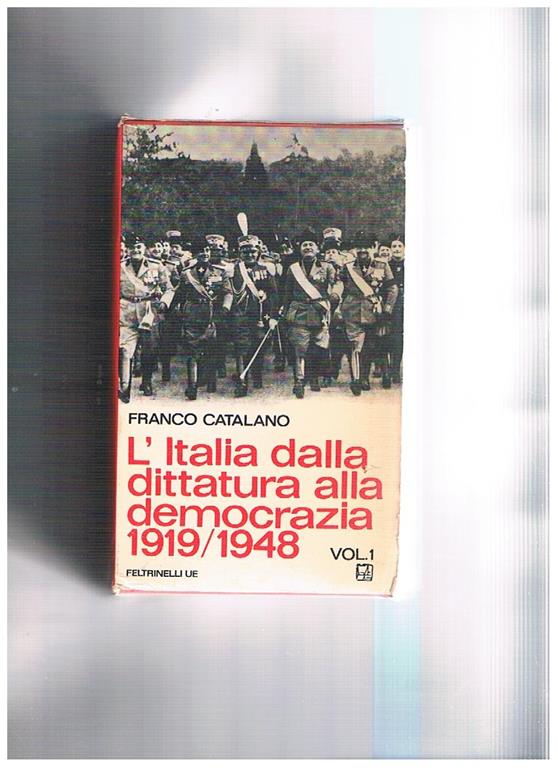 FRANCO CATALANO
L' Italia dalla
dittatura alla
democrazia
1919/1948 VOL.1
FELTRINELLI UE